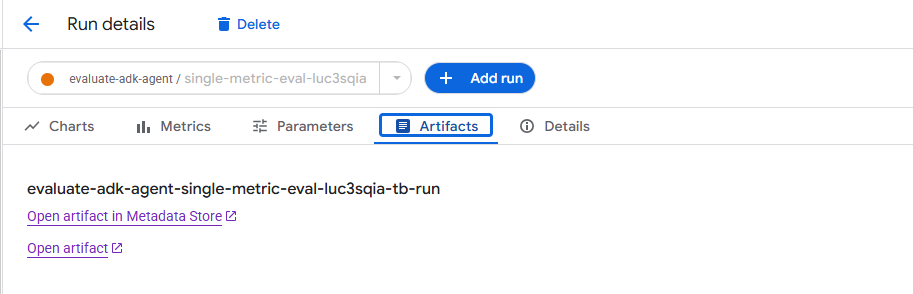 Run details
Delete
evaluate-adk-agent / single-metric-eval-luc3sqia
Add run
Charts
Metrics
Parameters
Artifacts
Details
evaluate-adk-agent-single-metric-eval-luc3sqia-tb-run
Open artifact in Metadata Store
Open artifact